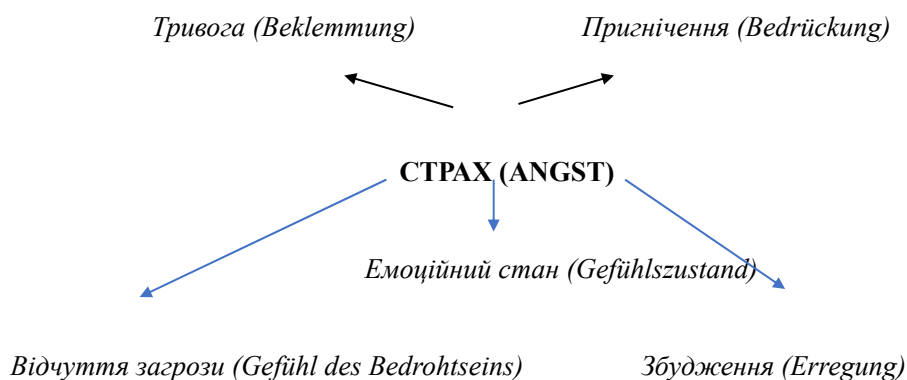 Тривога (Beklemmung) Пригнічення (Bedrückung)
СТРАХ (ANGST)
Емоційний стан (Gefühlszustand)
Відчуття загрози (Gefühl des Bedrohtseins) Збудження (Erregung)